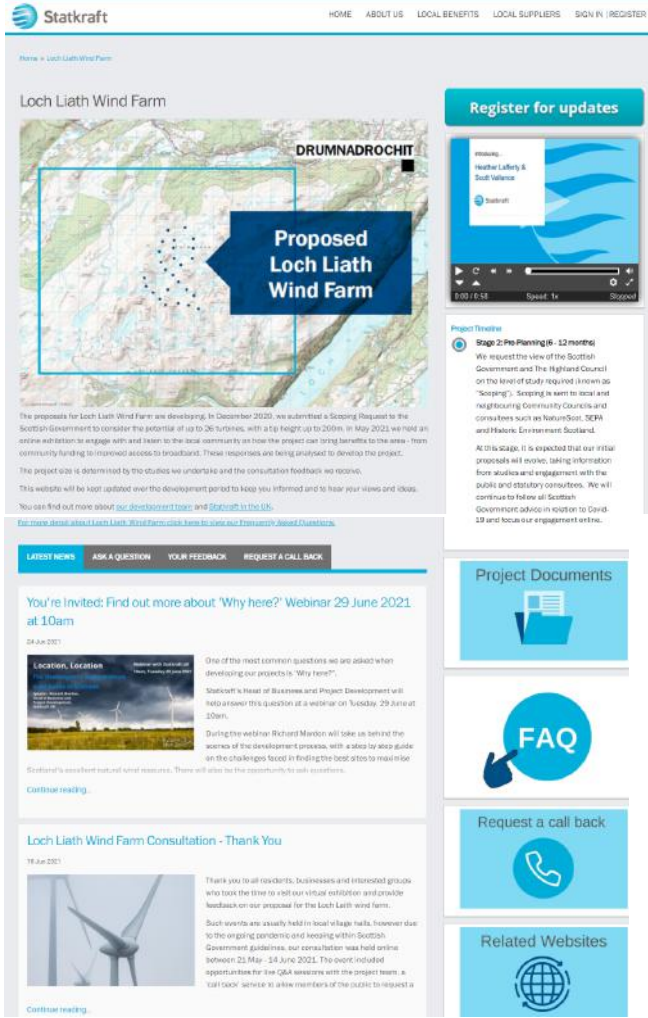 Statkraft
HOME ABOUT US LOCAL BENEFITS LOCAL SUPPLIERS SIGN IN | REGISTER
Home » Loch Liath Wind Farm
Loch Liath Wind Farm
DRUMNADROCHIT
Proposed
Loch Liath
Wind Farm
The proposals for Loch Liath Wind Farm are developing. In December 2020, we submitted a Scoping Request to the
Scottish Government to consider the potential of up to 26 turbines, with a tip height up to 200m. In May 2021 we held an
online exhibition to engage with and listen to the local community on how the project can bring benefits to the area - from
community funding to improved access to broadband. These responses are being analysed to develop the project.
The project size is determined by the studies we undertake and the consultation feedback we receive.
This website will be kept updated over the development period to keep you informed and to hear your views and ideas.
You can find out more about our development team and Statkraft in the UK.
For more detail about Loch Liath Wind Farm click here to view our Frequently Asked Questions.
Register for updates
Introducing...
Heather Lafferty &
Scott Vallance
Statkraft
0:00 / 0:58 Speed: 1x Stopped
Project Timeline
Stage 2: Pre-Planning (6 - 12 months)
We request the view of the Scottish
Government and The Highland Council
on the level of study required (known as
"Scoping"). Scoping is sent to local and
neighbouring Community Councils and
consultees such as NatureScot, SEPA
and Historic Environment Scotland.
At this stage, it is expected that our initial
proposals will evolve, taking information
from studies and engagement with the
public and statutory consultees. We will
continue to follow all Scottish
Government advice in relation to Covid-
19 and focus our engagement online.
LATEST NEWS ASK A QUESTION YOUR FEEDBACK REQUEST A CALL BACK
You're Invited: Find out more about 'Why here?' Webinar 29 June 2021
at 10am
24 Jun 2021
Location, Location
One of the most common questions we are asked when
developing our projects is "Why here?".
Statkraft's Head of Business and Project Development will
help answer this question at a webinar on Tuesday, 29 June at
10am.
During the webinar Richard Mardon will take us behind the
scenes of the development process, with a step by step guide
on the challenges faced in finding the best sites to maximise
Scotland's excellent natural wind resource. There will also be the opportunity to ask questions.
Continue reading..
Loch Liath Wind Farm Consultation - Thank You
16 Jun 2021
Thank you to all residents, businesses and interested groups
who took the time to visit our virtual exhibition and provide
feedback on our proposal for the Loch Liath wind farm.
Such events are usually held in local village halls, however due
to the ongoing pandemic and keeping within Scottish
Government guidelines, our consultation was held online
between 21 May - 14 June 2021. The event included
opportunities for live Q&A sessions with the project team, a
'call back' service to allow members of the public to request a
Continue reading..
Project Documents
FAQ
Request a call back
Related Websites